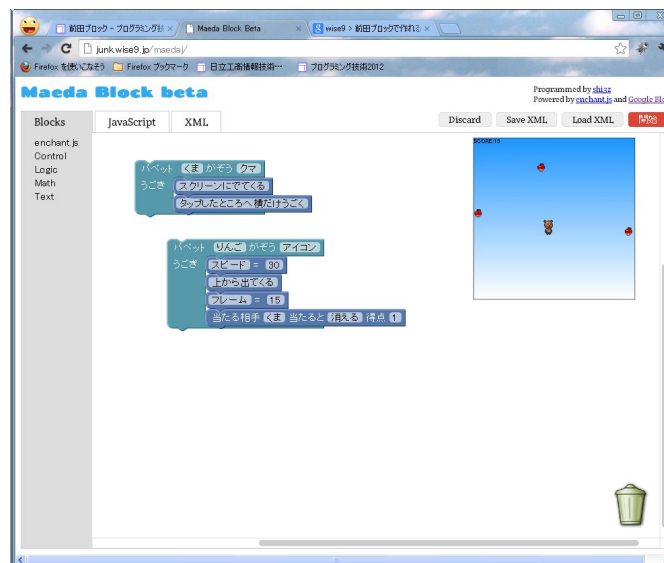 前田ブロック - プログラミング技
Maeda Block Beta
wise9 › 前田ブロックで作れる
junk.wise9.jp/maedaj/
Firefox を使いこなそう
Firefox ブックマーク
日立工高情報技術…
プログラミング技術2012
Maeda Block beta
Programmed by shi3z
Powered by enchant.js and Google Blo
Blocks
JavaScript
XML
Discard
Save XML
Load XML
開始
enchant.js
Control
Logic
Math
Text
パペット くま がぞう クマ
うごき スクリーンにでてくる
タップしたところへ横だけうごく
パペット りんご がぞう アイコン
うごき スピード = 30
上から出てくる
フレーム = 15
当たる相手 くま 当たると 消える 得点 1
SCORE:15